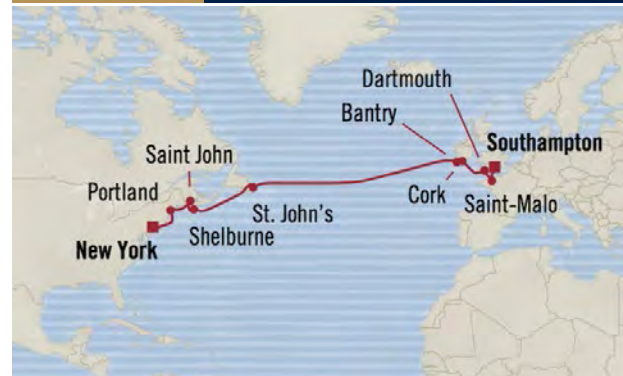 Dartmouth
Bantry
Southampton
Saint John
Portland
Cork
Saint-Malo
St. John's
Shelburne
New York